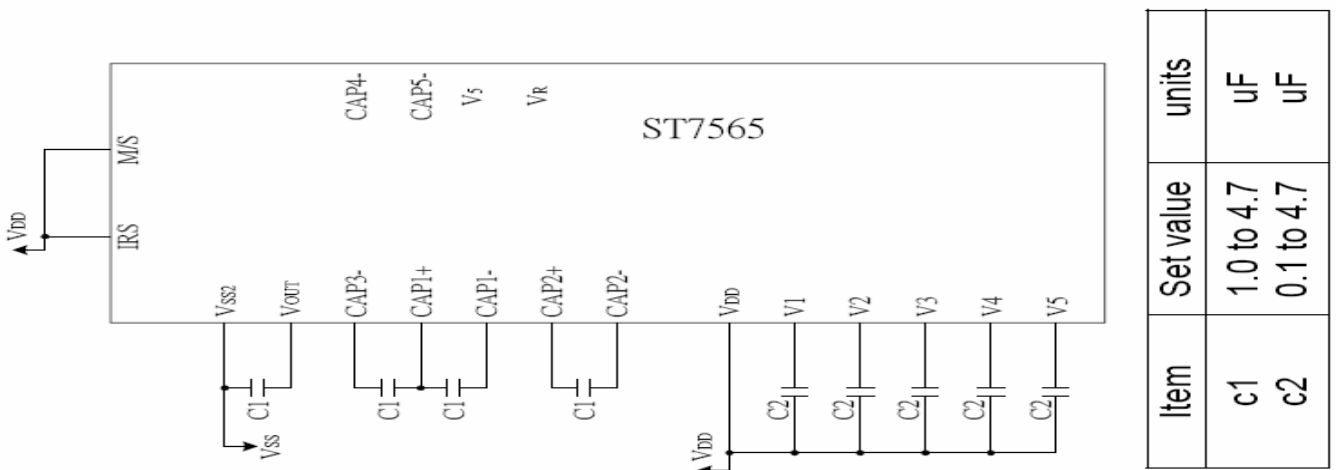 CAP4-
CAP5-
V5
VR
ST7565
M/S
IRS
VDD
VSS2
VOUT
CAP3-
CAP1+
CAP1-
CAP2+
CAP2-
VDD
V1
V2
V3
V4
V5
C1
C1
C1
C1
C2
C2
C2
C2
C2
VSS
VDD
Item Set value units
c1 1.0 to 4.7 uF
c2 0.1 to 4.7 uF